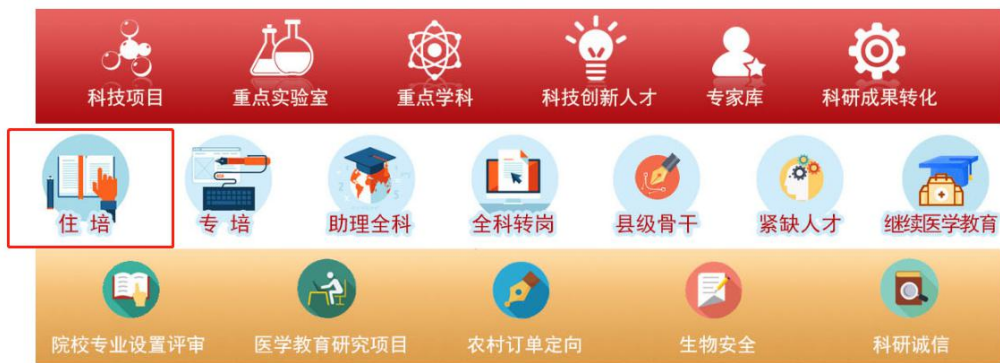 科技项目 重点实验室 重点学科 科技创新人才 专家库 科研成果转化
住 培 专 培 助理全科 全科转岗 县级骨干 紧缺人才 继续医学教育
院校专业设置评审 医学教育研究项目 农村订单定向 生物安全 科研诚信